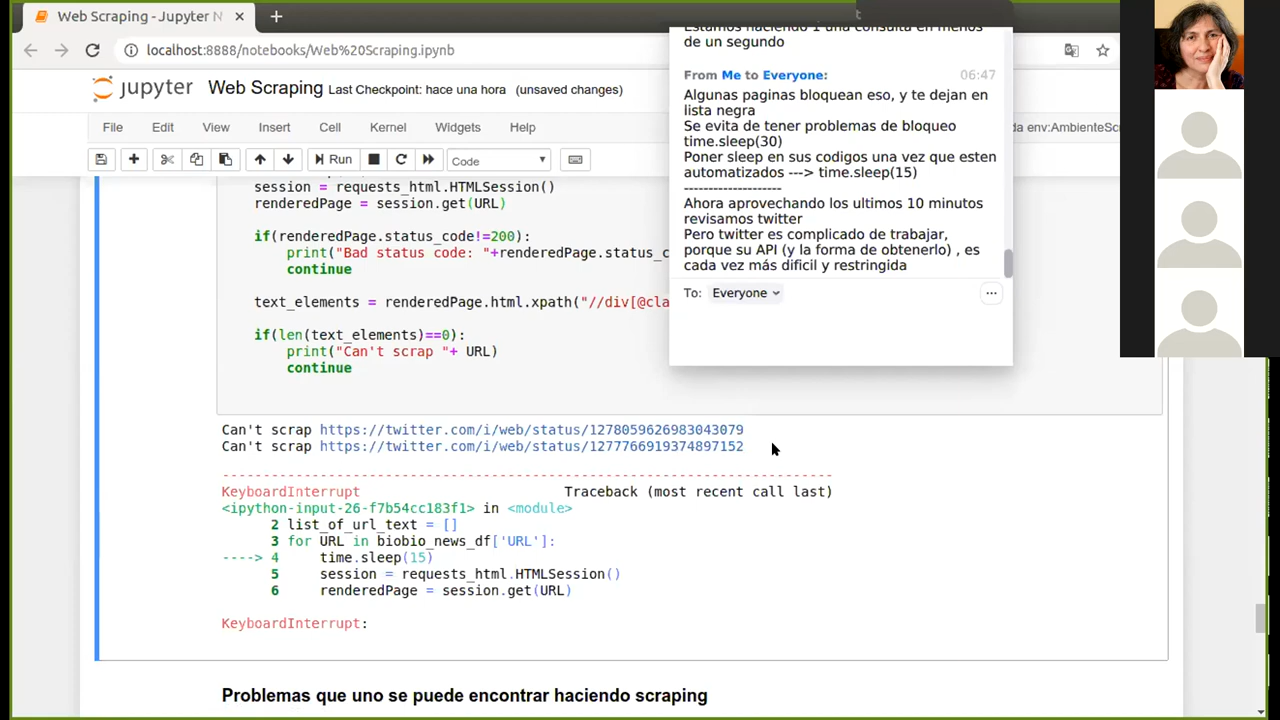 Web Scraping - Jupyter N
localhost:8888/notebooks/Web%20Scraping.ipynb
jupyter Web Scraping Last Checkpoint: hace una hora (unsaved changes)
File Edit View Insert Cell Kernel Widgets Help
da env:AmbienteScr
Run Code
session = requests_html.HTMLSession()
renderedPage = session.get(URL)
if(renderedPage.status_code!=200):
print("Bad status code: "+renderedPage.status_c
continue
text_elements = renderedPage.html.xpath("//div[@cla
if(len(text_elements)==0):
print("Can't scrap "+ URL)
continue
Can't scrap https://twitter.com/i/web/status/1278059626983043079
Can't scrap https://twitter.com/i/web/status/1277766919374897152
---------------------------------------------------------------------------
KeyboardInterrupt Traceback (most recent call last)
<ipython-input-26-f7b54cc183f1> in <module>
2 list_of_url_text = []
3 for URL in biobio_news_df['URL']:
----> 4 time.sleep(15)
5 session = requests_html.HTMLSession()
6 renderedPage = session.get(URL)
KeyboardInterrupt:
Problemas que uno se puede encontrar haciendo scraping
Estamos haciendo 1 una consulta en menos
de un segundo
From Me to Everyone: 06:47
Algunas paginas bloquean eso, y te dejan en
lista negra
Se evita de tener problemas de bloqueo
time.sleep(30)
Poner sleep en sus codigos una vez que esten
automatizados ---> time.sleep(15)
--------------------
Ahora aprovechando los ultimos 10 minutos
revisamos twitter
Pero twitter es complicado de trabajar,
porque su API (y la forma de obtenerlo) , es
cada vez más dificil y restringida
To: Everyone